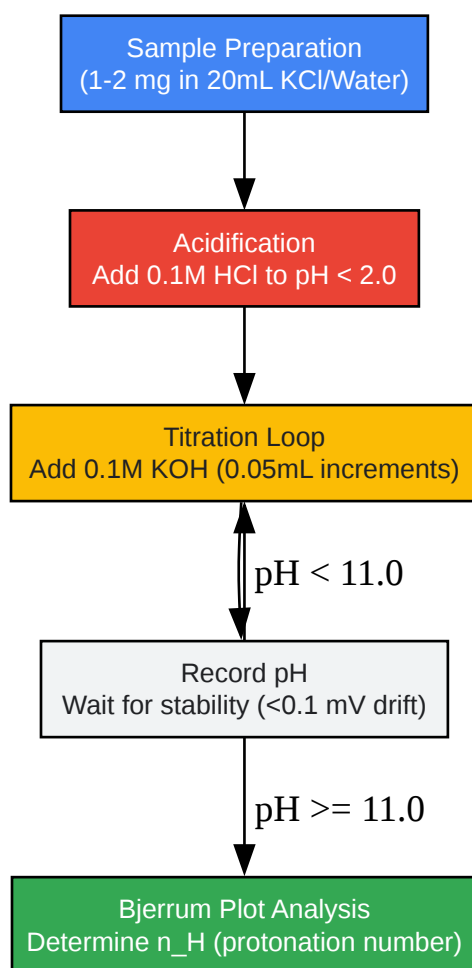 Sample Preparation
(1-2 mg in 20mL KCl/Water)
Acidification
Add 0.1M HCl to pH < 2.0
Titration Loop
Add 0.1M KOH (0.05mL increments)
pH < 11.0
Record pH
Wait for stability (<0.1 mV drift)
pH >= 11.0
Bjerrum Plot Analysis
Determine n_H (protonation number)